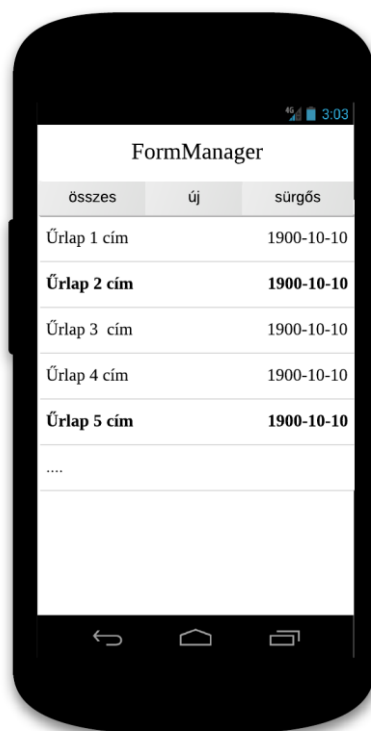 4G 3:03
FormManager
összes új sürgős
Űrlap 1 cím 1900-10-10
Űrlap 2 cím 1900-10-10
Űrlap 3  cím 1900-10-10
Űrlap 4 cím 1900-10-10
Űrlap 5 cím 1900-10-10
....